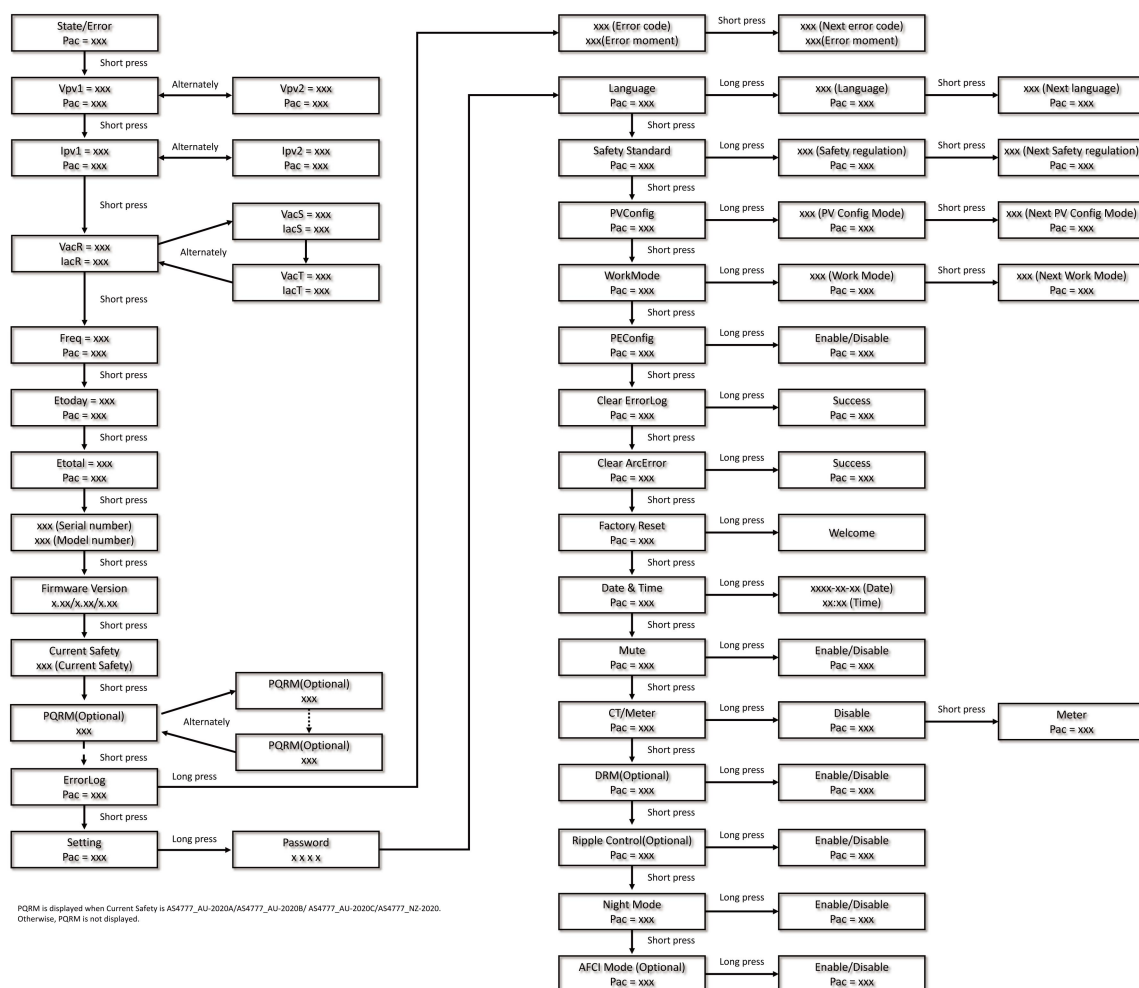 State/Error
Pac = xxx
Short press
Vpv1 = xxx
Pac = xxx
Alternately
Vpv2 = xxx
Pac = xxx
Short press
Ipv1 = xxx
Pac = xxx
Alternately
Ipv2 = xxx
Pac = xxx
Short press
VacR = xxx
IacR = xxx
Alternately
VacS = xxx
IacS = xxx
VacT = xxx
IacT = xxx
Short press
Freq = xxx
Pac = xxx
Short press
Etoday = xxx
Pac = xxx
Short press
Etotal = xxx
Pac = xxx
Short press
xxx (Serial number)
xxx (Model number)
Short press
Firmware Version
x.xx/x.xx/x.xx
Short press
Current Safety
xxx (Current Safety)
Short press
PQRM(Optional)
xxx
Alternately
PQRM(Optional)
xxx
PQRM(Optional)
xxx
Short press
ErrorLog
Pac = xxx
Long press
Short press
Setting
Pac = xxx
Long press
Password
x x x x
PQRM is displayed when Current Safety is AS4777_AU-2020A/AS4777_AU-2020B/ AS4777_AU-2020C/AS4777_NZ-2020.
Otherwise, PQRM is not displayed.
xxx (Error code)
xxx(Error moment)
Short press
xxx (Next error code)
xxx(Error moment)
Language
Pac = xxx
Long press
xxx (Language)
Pac = xxx
Short press
xxx (Next language)
Pac = xxx
Short press
Safety Standard
Pac = xxx
Long press
xxx (Safety regulation)
Pac = xxx
Short press
xxx (Next Safety regulation)
Pac = xxx
Short press
PVConfig
Pac = xxx
Long press
xxx (PV Config Mode)
Pac = xxx
Short press
xxx (Next PV Config Mode)
Pac = xxx
Short press
WorkMode
Pac = xxx
Long press
xxx (Work Mode)
Pac = xxx
Short press
xxx (Next Work Mode)
Pac = xxx
Short press
PEConfig
Pac = xxx
Long press
Enable/Disable
Pac = xxx
Short press
Clear ErrorLog
Pac = xxx
Long press
Success
Pac = xxx
Short press
Clear ArcError
Pac = xxx
Long press
Success
Pac = xxx
Short press
Factory Reset
Pac = xxx
Long press
Welcome
Short press
Date & Time
Pac = xxx
Long press
xxxx-xx-xx (Date)
xx:xx (Time)
Short press
Mute
Pac = xxx
Long press
Enable/Disable
Pac = xxx
Short press
CT/Meter
Pac = xxx
Long press
Disable
Pac = xxx
Short press
Meter
Pac = xxx
Short press
DRM(Optional)
Pac = xxx
Long press
Enable/Disable
Pac = xxx
Short press
Ripple Control(Optional)
Pac = xxx
Long press
Enable/Disable
Pac = xxx
Short press
Night Mode
Pac = xxx
Long press
Enable/Disable
Pac = xxx
Short press
AFCI Mode (Optional)
Pac = xxx
Long press
Enable/Disable
Pac = xxx